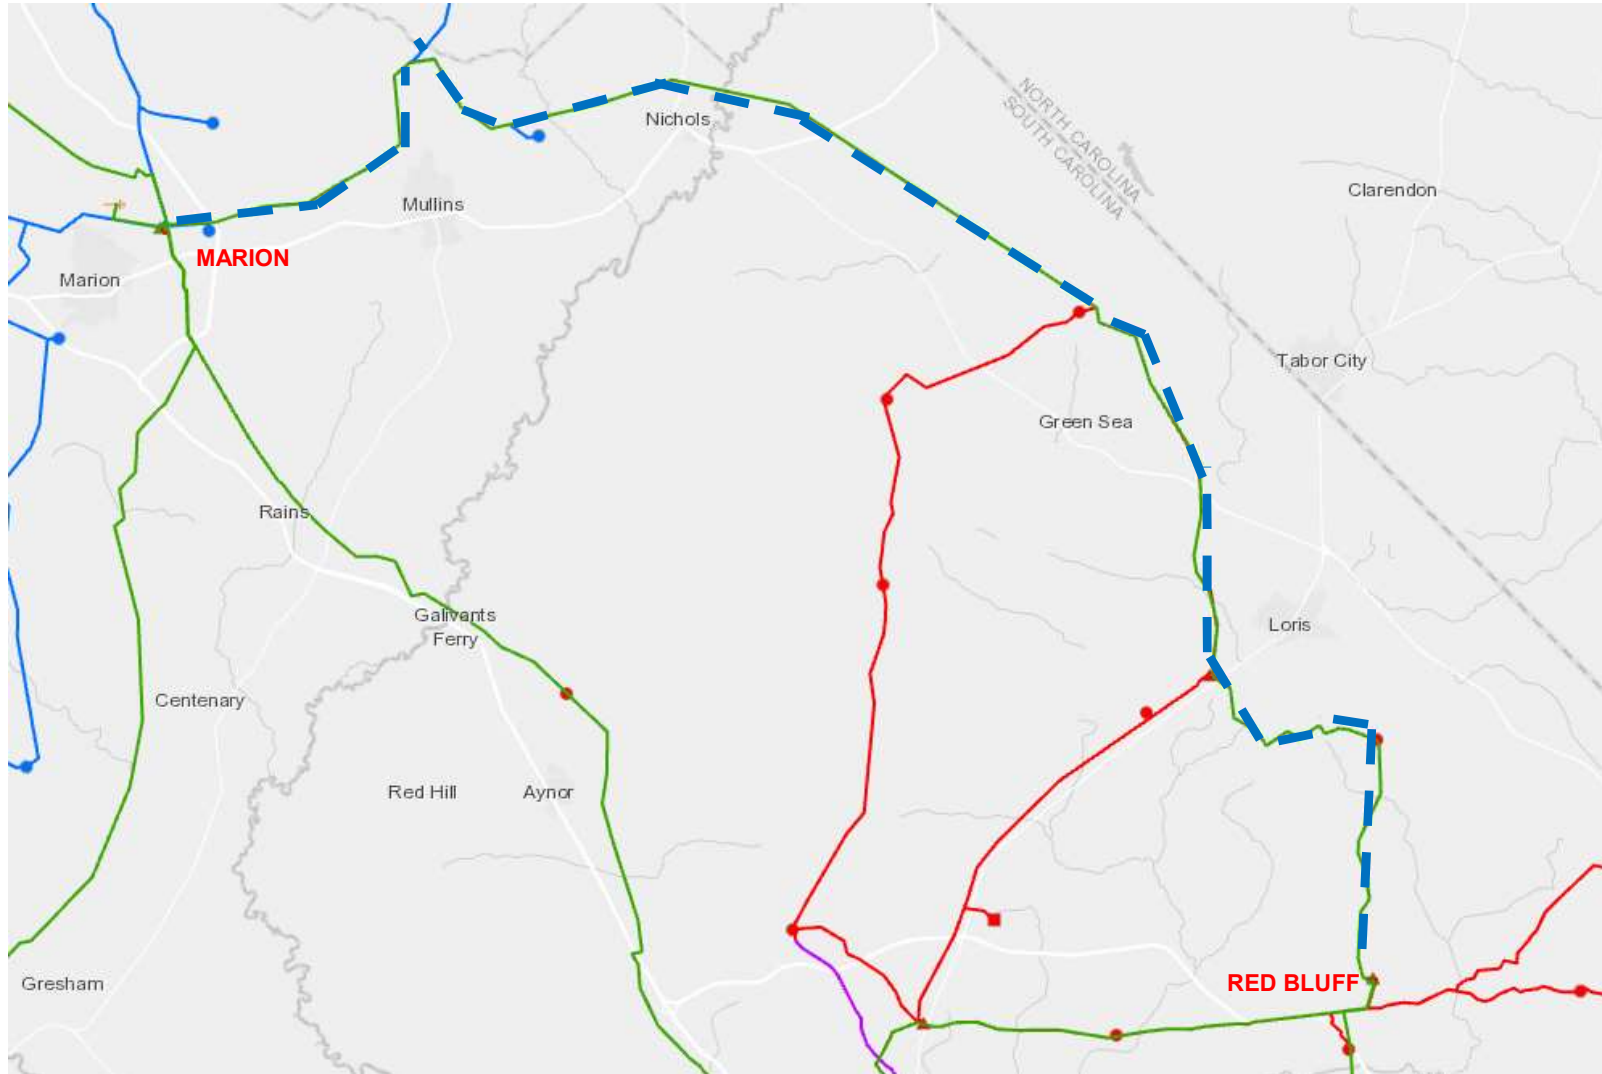 NORTH CAROLINA
SOUTH CAROLINA
Nichols
Clarendon
Mullins
MARION
Marion
Tabor City
Green Sea
Rains
Galivants
Ferry
Loris
Centenary
Red Hill
Aynor
Gresham
RED BLUFF